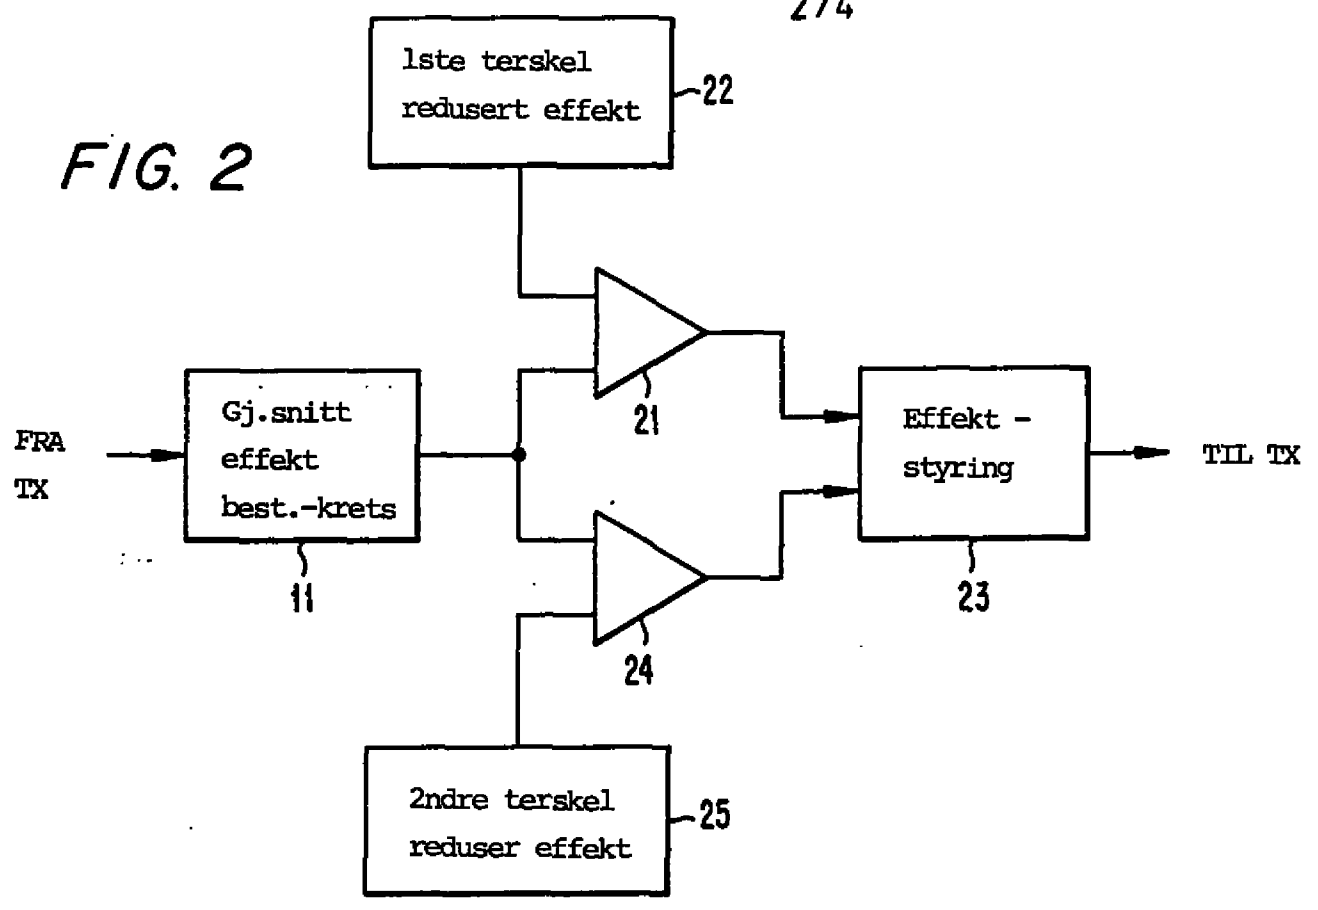 2/4
1ste terskel
redusert effekt
22
FIG. 2
21
Gj.snitt
effekt
best.-krets
11
FRA
TX
Effekt -
styring
23
TIL TX
24
2ndre terskel
reduser effekt
25